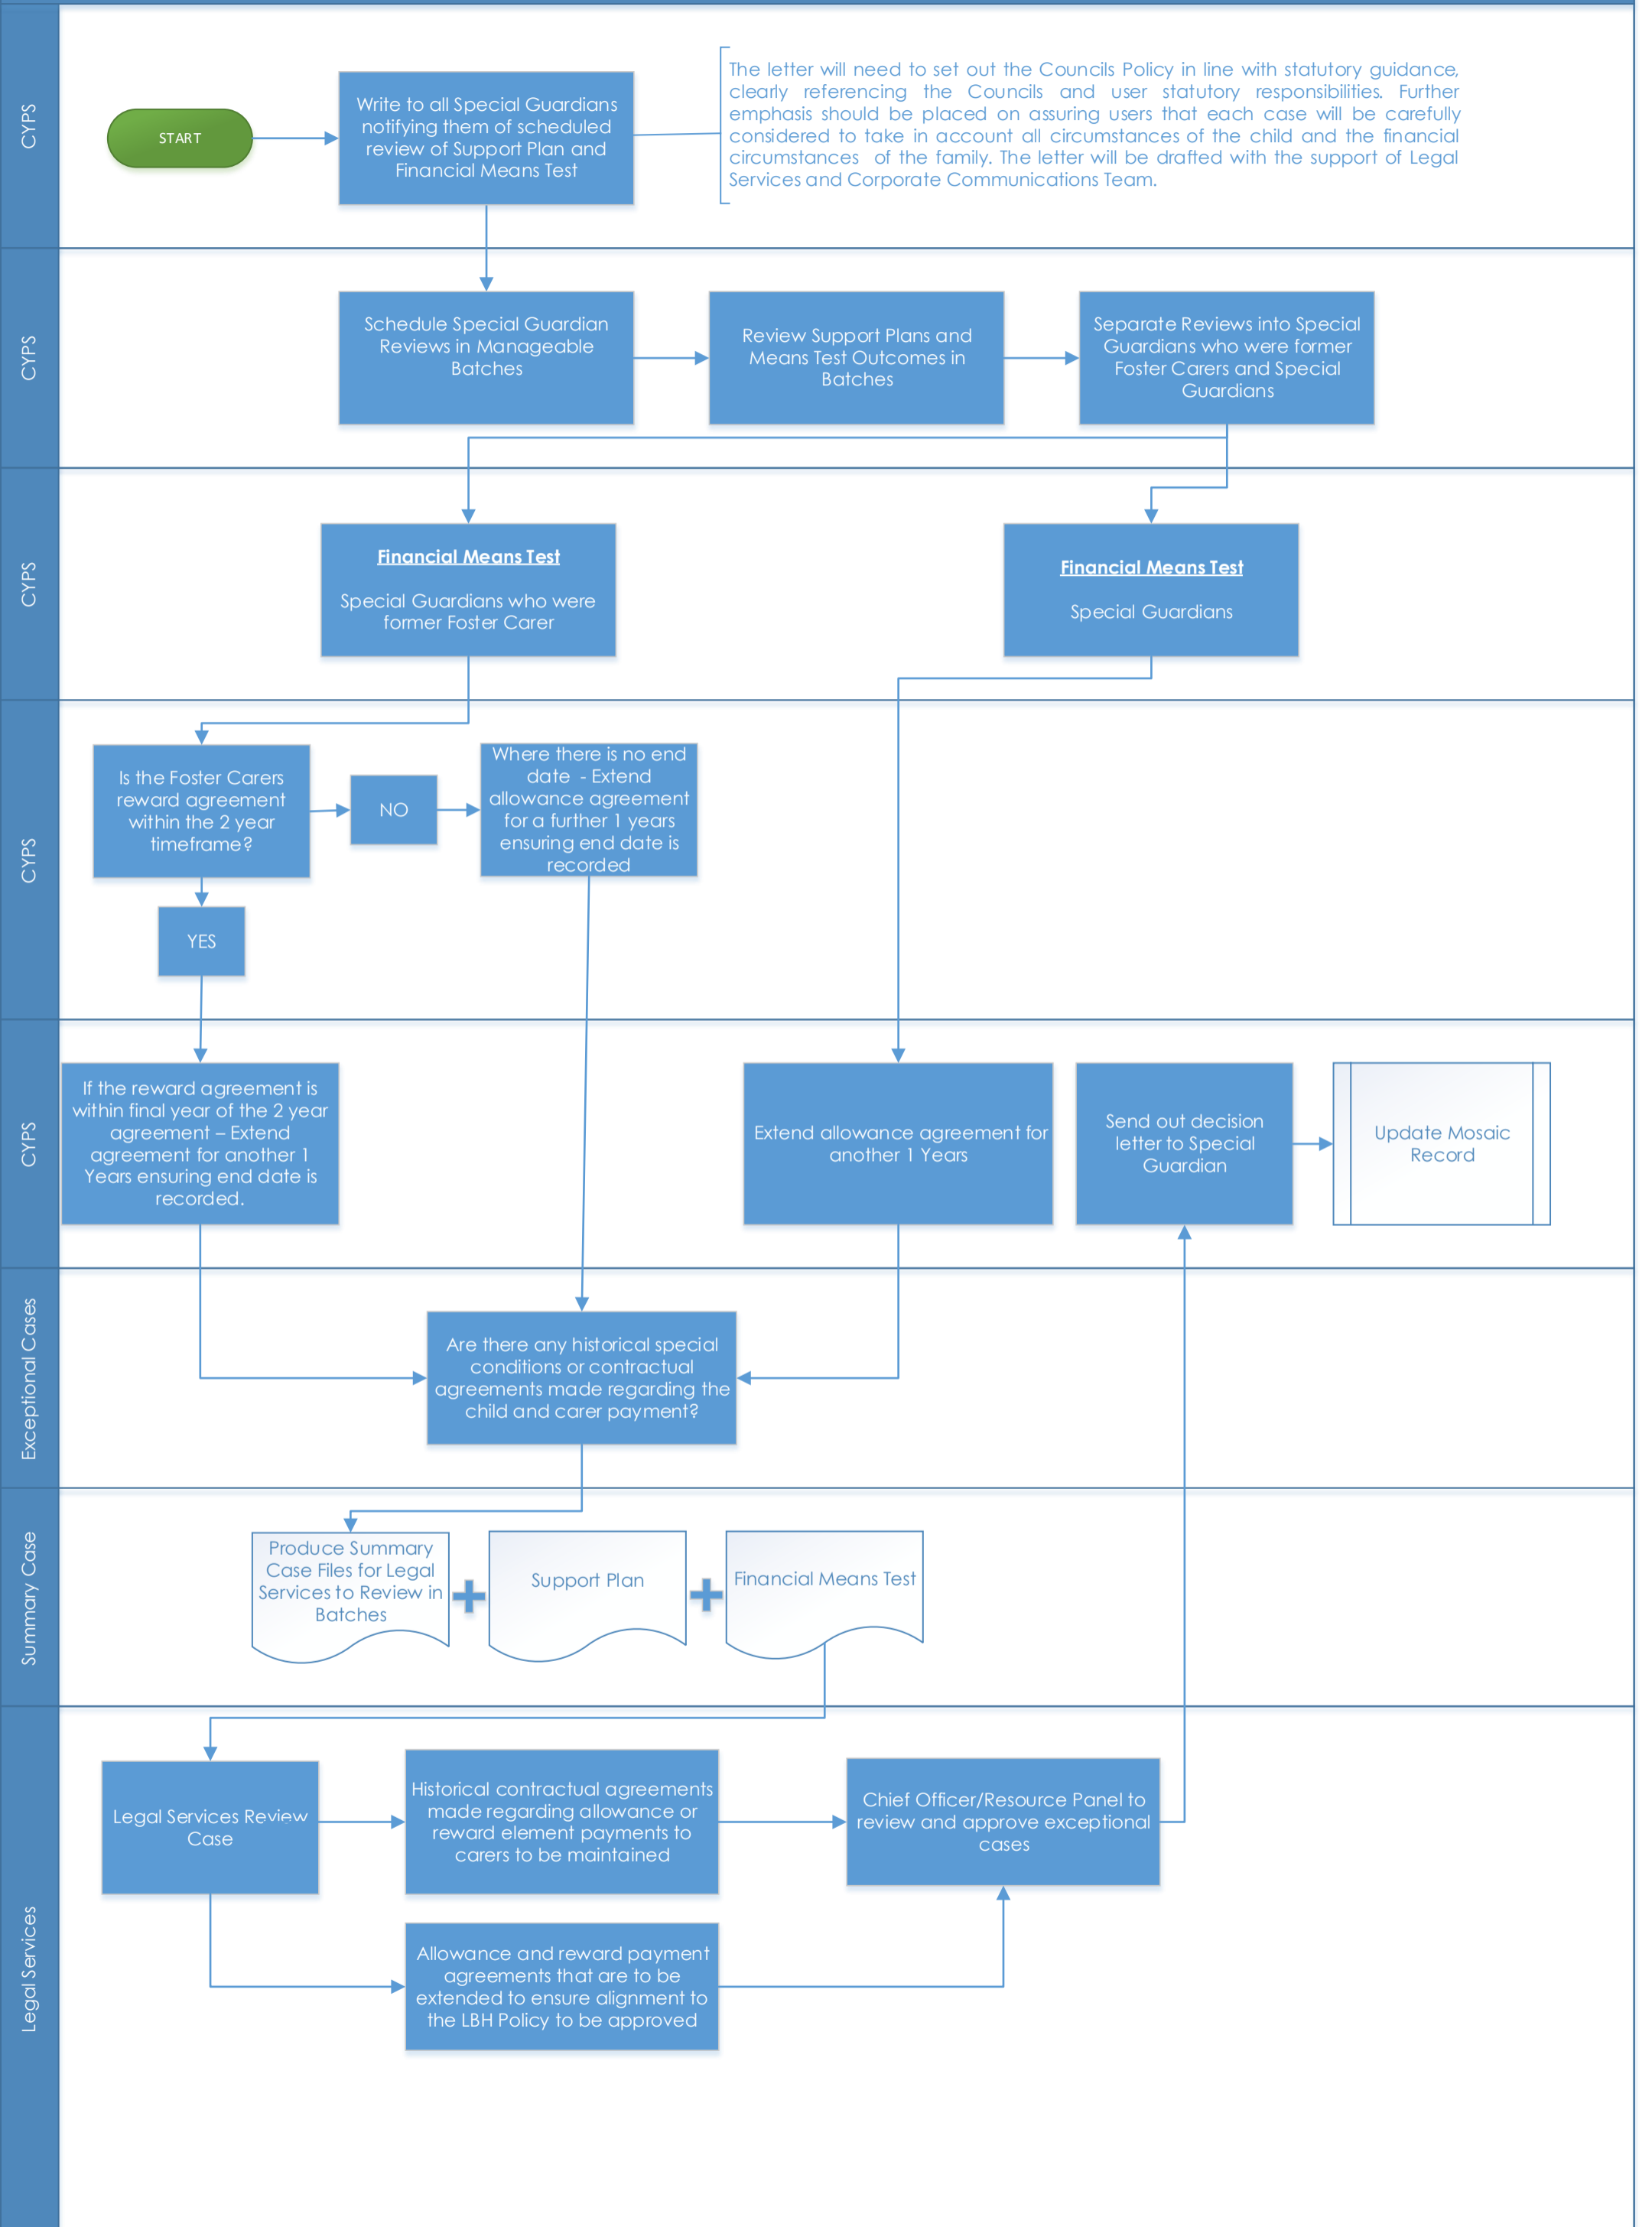 CYPS
START
Write to all Special Guardians
notifying them of scheduled
review of Support Plan and
Financial Means Test
The letter will need to set out the Councils Policy in line with statutory guidance,
clearly referencing the Councils and user statutory responsibilities. Further
emphasis should be placed on assuring users that each case will be carefully
considered to take in account all circumstances of the child and the financial
circumstances of the family. The letter will be drafted with the support of Legal
Services and Corporate Communications Team.
CYPS
Schedule Special Guardian
Reviews in Manageable
Batches
Review Support Plans and
Means Test Outcomes in
Batches
Separate Reviews into Special
Guardians who were former
Foster Carers and Special
Guardians
CYPS
Financial Means Test
Special Guardians who were
former Foster Carer
Financial Means Test
Special Guardians
CYPS
Is the Foster Carers
reward agreement
within the 2 year
timeframe?
NO
Where there is no end
date - Extend
allowance agreement
for a further 1 years
ensuring end date is
recorded
YES
CYPS
If the reward agreement is
within final year of the 2 year
agreement – Extend
agreement for another 1
Years ensuring end date is
recorded.
Extend allowance agreement for
another 1 Years
Send out decision
letter to Special
Guardian
Update Mosaic
Record
Exceptional Cases
Are there any historical special
conditions or contractual
agreements made regarding the
child and carer payment?
Summary Case
Produce Summary
Case Files for Legal
Services to Review in
Batches
Support Plan
Financial Means Test
Legal Services
Legal Services Review
Case
Historical contractual agreements
made regarding allowance or
reward element payments to
carers to be maintained
Chief Officer/Resource Panel to
review and approve exceptional
cases
Allowance and reward payment
agreements that are to be
extended to ensure alignment to
the LBH Policy to be approved